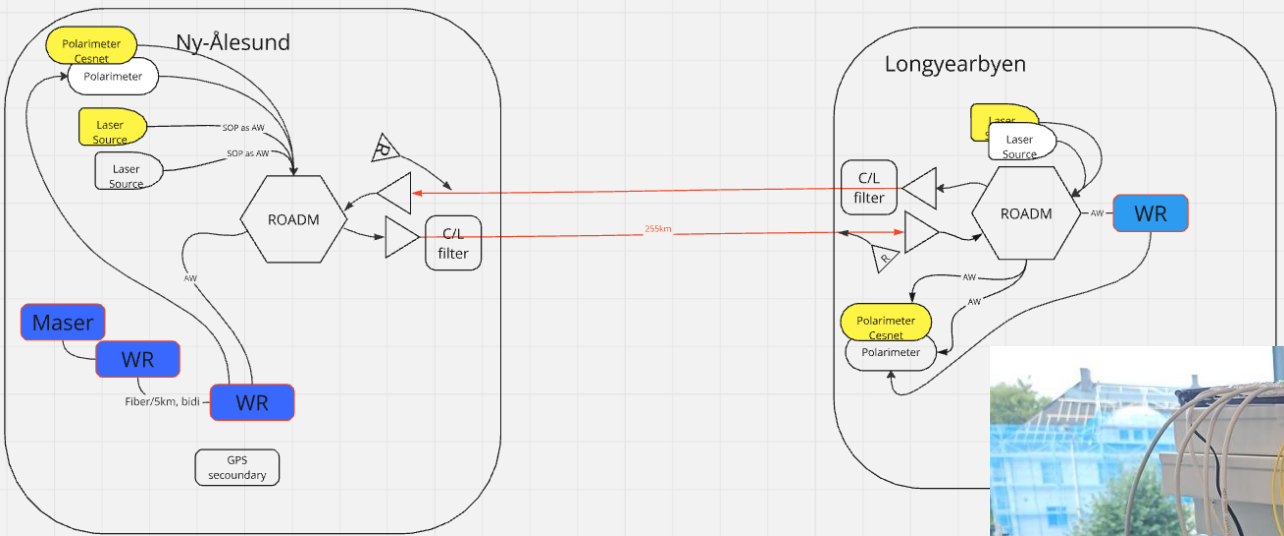 Ny-Ålesund
Polarimeter
Cesnet
Polarimeter
Laser
Source
SOP as AW
Laser
Source
SOP as AW
R
ROADM
C/L
filter
AW
Maser
WR
Fiber/5km, bidi
WR
GPS
secoundary
255km
Longyearbyen
Laser
Laser
Source
C/L
filter
ROADM
AW
WR
R
AW
AW
Polarimeter
Cesnet
Polarimeter